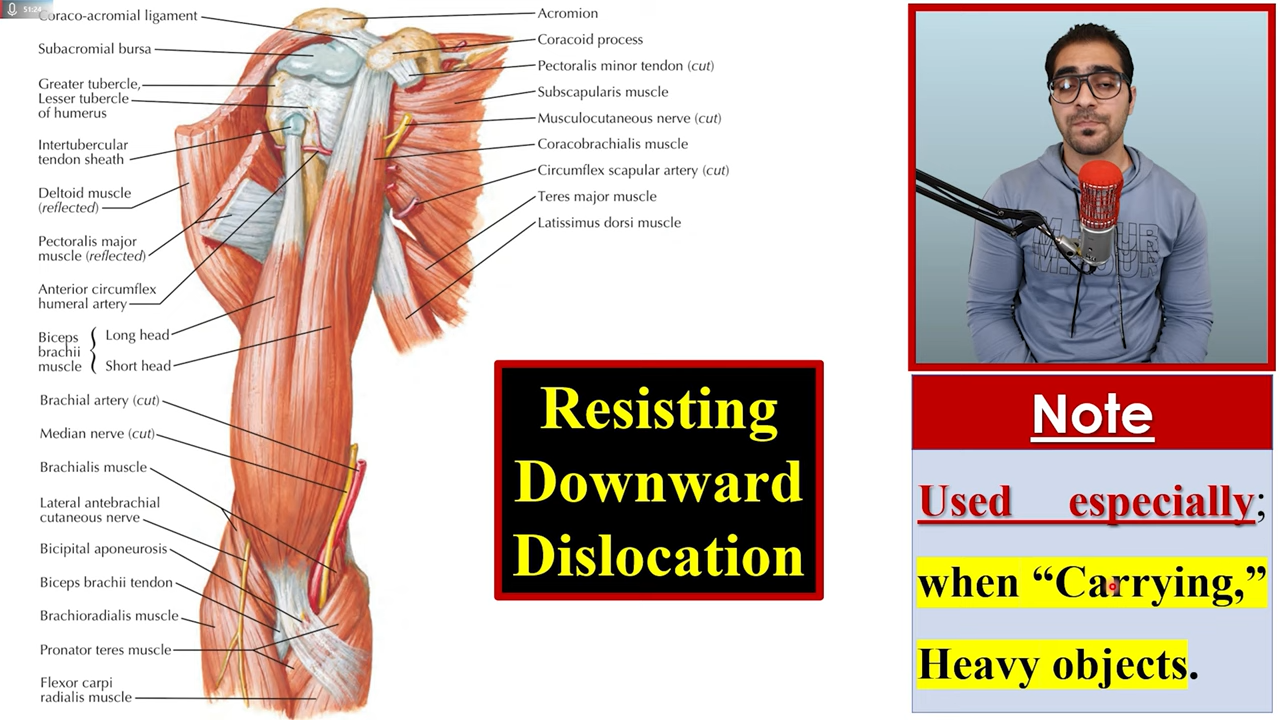 51:24
Coraco-acromial ligament
Subacromial bursa
Greater tubercle,
Lesser tubercle
of humerus
Intertubercular
tendon sheath
Deltoid muscle
(reflected)
Pectoralis major
muscle (reflected)
Anterior circumflex
humeral artery
Biceps
brachii
muscle
Long head
Short head
Brachial artery (cut)
Median nerve (cut)
Brachialis muscle
Lateral antebrachial
cutaneous nerve
Bicipital aponeurosis
Biceps brachii tendon
Brachioradialis muscle
Pronator teres muscle
Flexor carpi
radialis muscle
Acromion
Coracoid process
Pectoralis minor tendon (cut)
Subscapularis muscle
Musculocutaneous nerve (cut)
Coracobrachialis muscle
Circumflex scapular artery (cut)
Teres major muscle
Latissimus dorsi muscle
Resisting
Downward
Dislocation
Note
Used especially;
when “Carrying,”
Heavy objects.